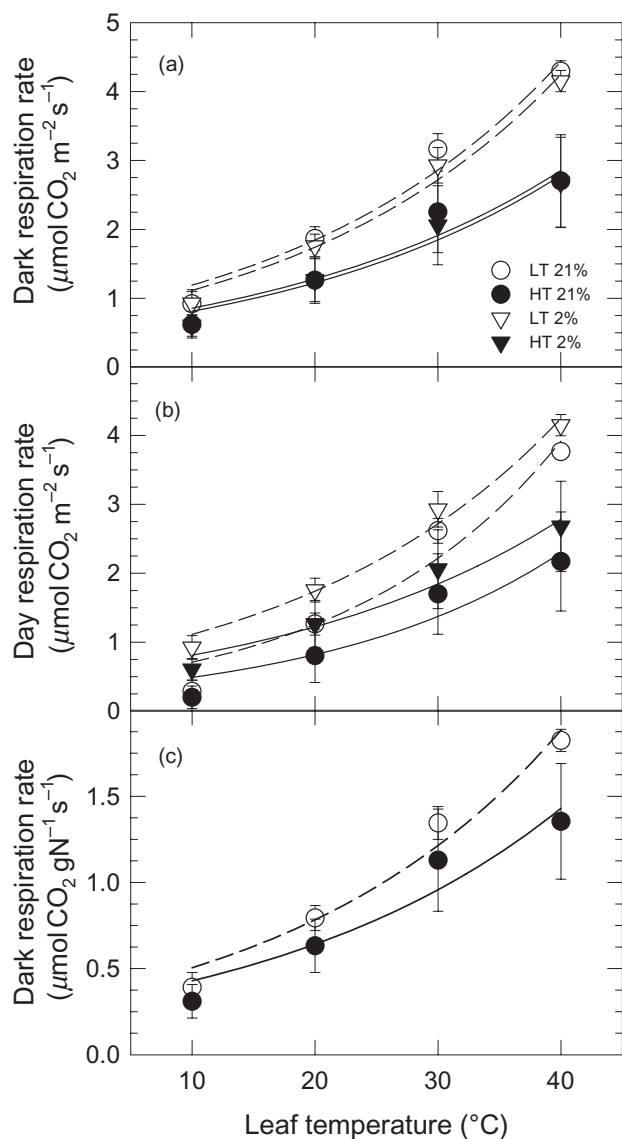 (a)
Dark respiration rate
(μmol CO₂ m⁻² s⁻¹)
5
4
3
2
1
0
LT 21%
HT 21%
LT 2%
HT 2%
(b)
Day respiration rate
(μmol CO₂ m⁻² s⁻¹)
4
3
2
1
0
(c)
Dark respiration rate
(μmol CO₂ gN⁻¹ s⁻¹)
1.5
1.0
0.5
0.0
10 20 30 40
Leaf temperature (°C)